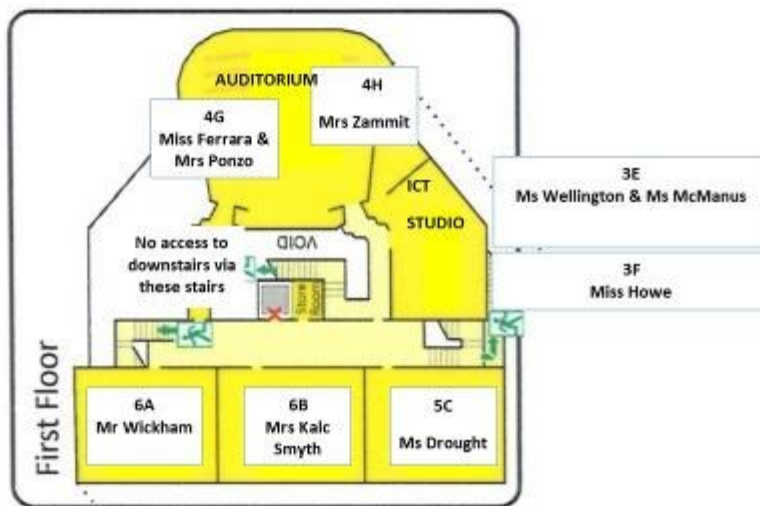 AUDITORIUM
4H
Mrs Zammit
4G
Miss Ferrara &
Mrs Ponzo
ICT
STUDIO
3E
Ms Wellington & Ms McManus
No access to
downstairs via
these stairs
VOID
3F
Miss Howe
Store
Room
First Floor
6A
Mr Wickham
6B
Mrs Kalc
Smyth
5C
Ms Drought